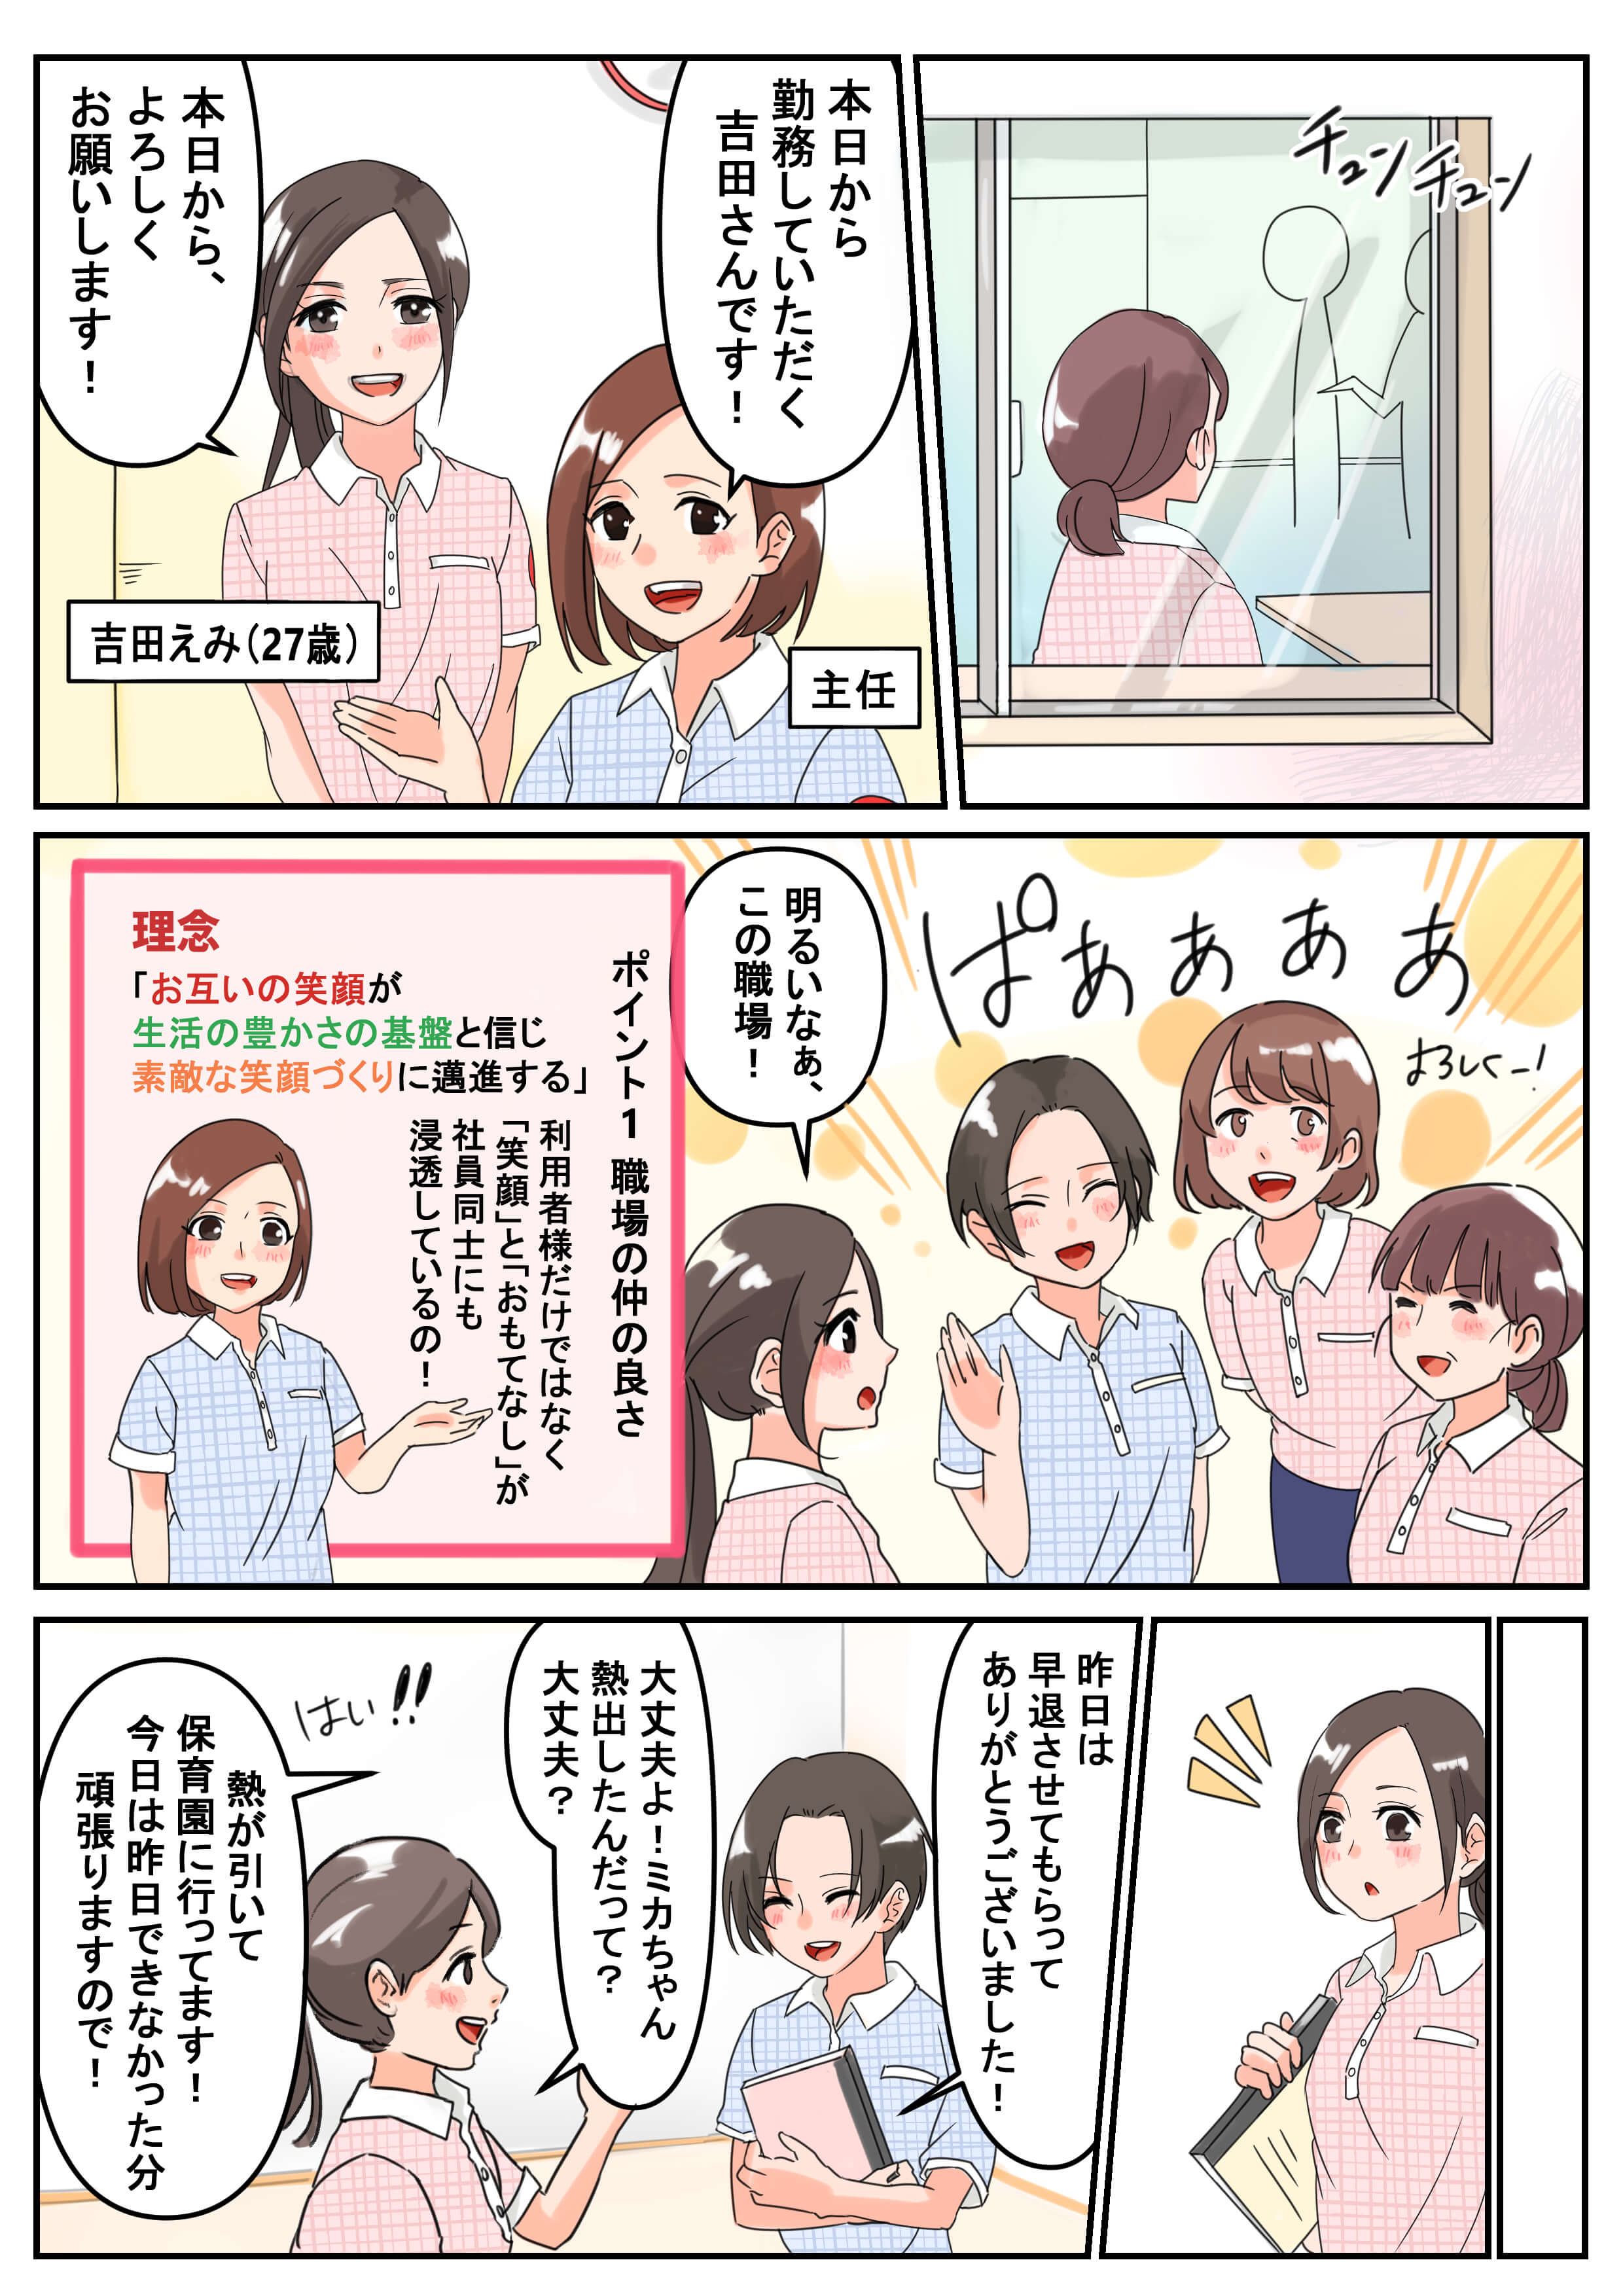 チュン
チュン
本日から
勤務していただく
吉田さんです！
主任
本日から、
よろしく
お願いします！
吉田えみ(27歳)
ぱぁぁぁぁ
よろしくー！
明るいなぁ、
この職場！
ポイント1 職場の仲の良さ
理念
「お互いの笑顔が
生活の豊かさの基盤と信じ
素敵な笑顔づくりに邁進する」
利用者様だけではなく
「笑顔」と「おもてなし」が
社員同士にも
浸透しているの！
昨日は
早退させてもらって
ありがとうございました！
大丈夫よ！ミカちゃん
熱出したんだって？
大丈夫？
はい!!
熱が引いて
保育園に行ってます！
今日は昨日できなかった分
頑張りますので！